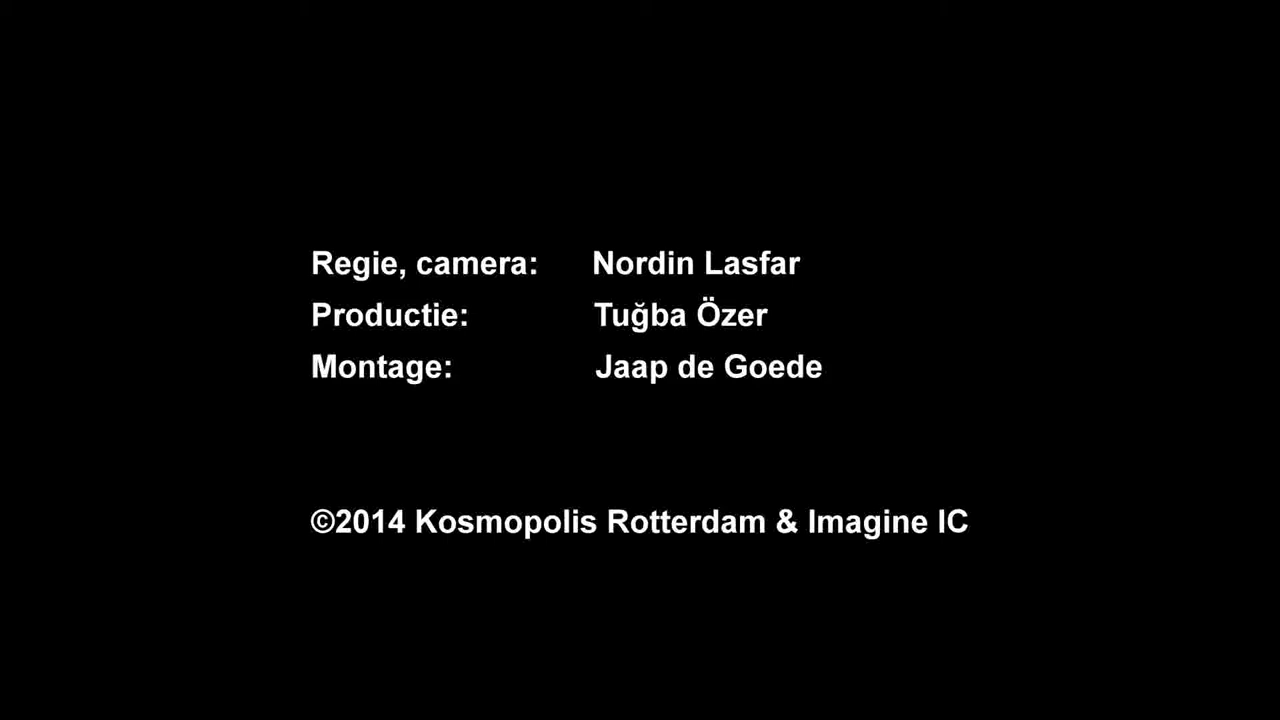 Regie, camera: Nordin Lasfar
Productie: Tuğba Özer
Montage: Jaap de Goede
©2014 Kosmopolis Rotterdam & Imagine IC